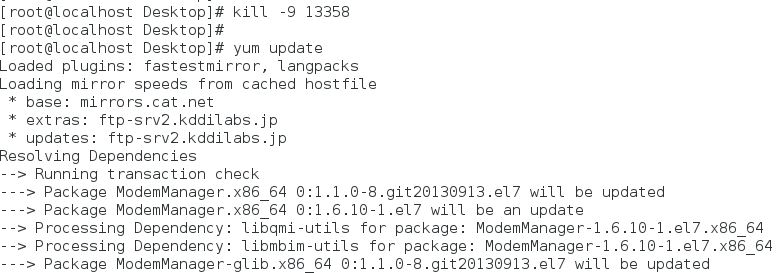 [root@localhost Desktop]# kill -9 13358
[root@localhost Desktop]#
[root@localhost Desktop]# yum update
Loaded plugins: fastestmirror, langpacks
Loading mirror speeds from cached hostfile
 * base: mirrors.cat.net
 * extras: ftp-srv2.kddilabs.jp
 * updates: ftp-srv2.kddilabs.jp
Resolving Dependencies
--> Running transaction check
---> Package ModemManager.x86_64 0:1.1.0-8.git20130913.el7 will be updated
---> Package ModemManager.x86_64 0:1.6.10-1.el7 will be an update
--> Processing Dependency: libqmi-utils for package: ModemManager-1.6.10-1.el7.x86_64
--> Processing Dependency: libmbim-utils for package: ModemManager-1.6.10-1.el7.x86_64
---> Package ModemManager-glib.x86_64 0:1.1.0-8.git20130913.el7 will be updated